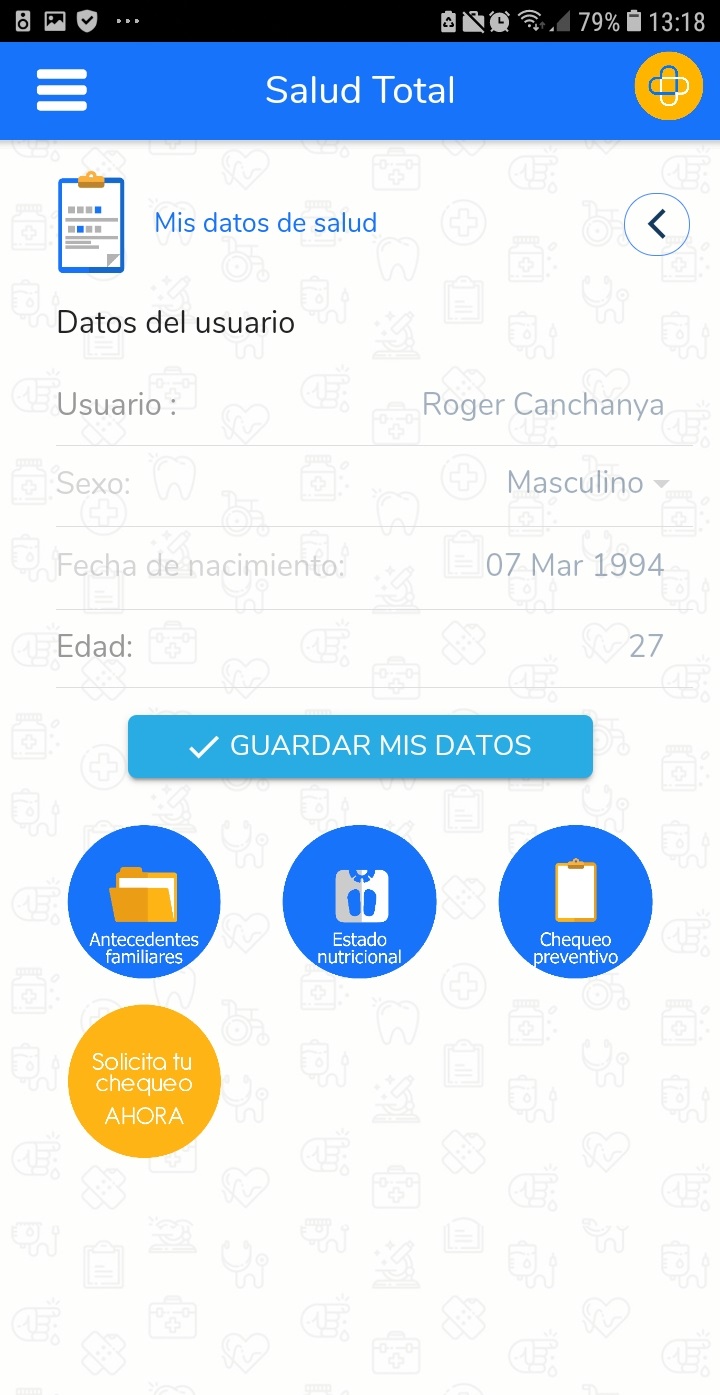 79% 13:18
Salud Total
Mis datos de salud
Datos del usuario
Usuario : Roger Canchanya
Sexo: Masculino
Fecha de nacimiento: 07 Mar 1994
Edad: 27
GUARDAR MIS DATOS
Antecedentes
familiares
Estado
nutricional
Chequeo
preventivo
Solicita tu
chequeo
AHORA